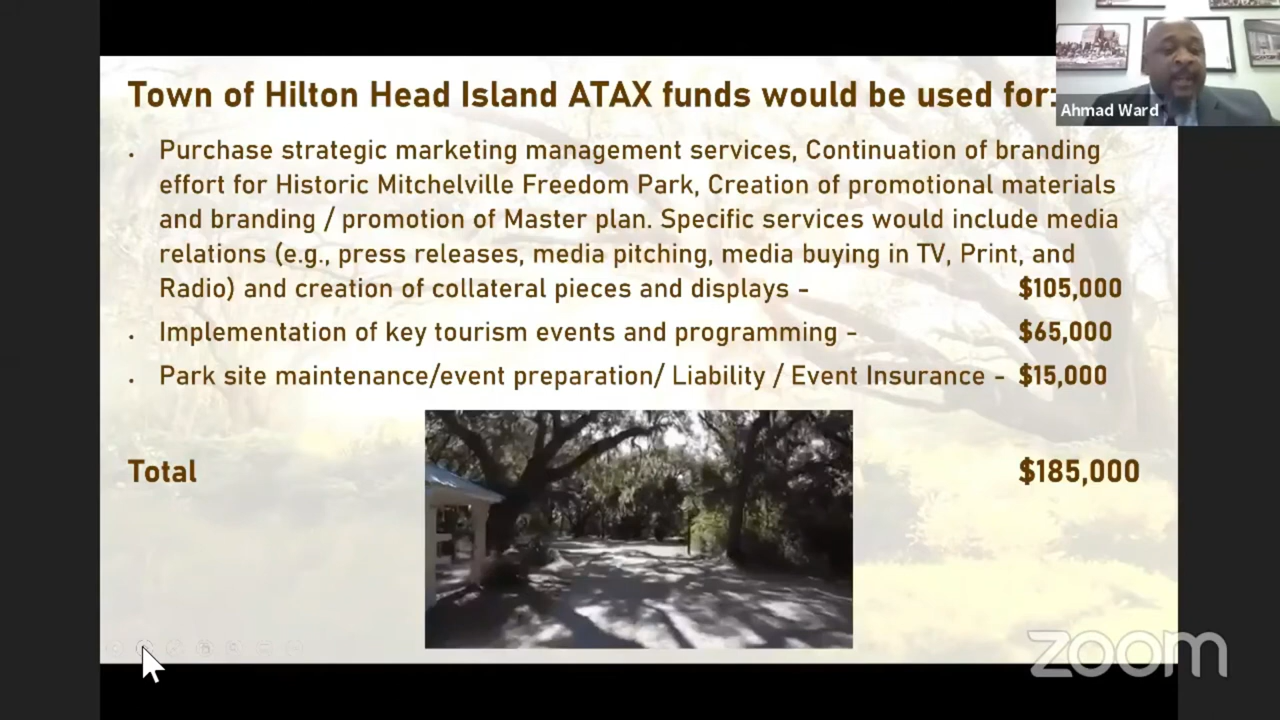 Town of Hilton Head Island ATAX funds would be used for:
Ahmad Ward
• Purchase strategic marketing management services, Continuation of branding
effort for Historic Mitchelville Freedom Park, Creation of promotional materials
and branding / promotion of Master plan. Specific services would include media
relations (e.g., press releases, media pitching, media buying in TV, Print, and
Radio) and creation of collateral pieces and displays - $105,000
• Implementation of key tourism events and programming - $65,000
• Park site maintenance/event preparation/ Liability / Event Insurance - $15,000
Total $185,000
zoom